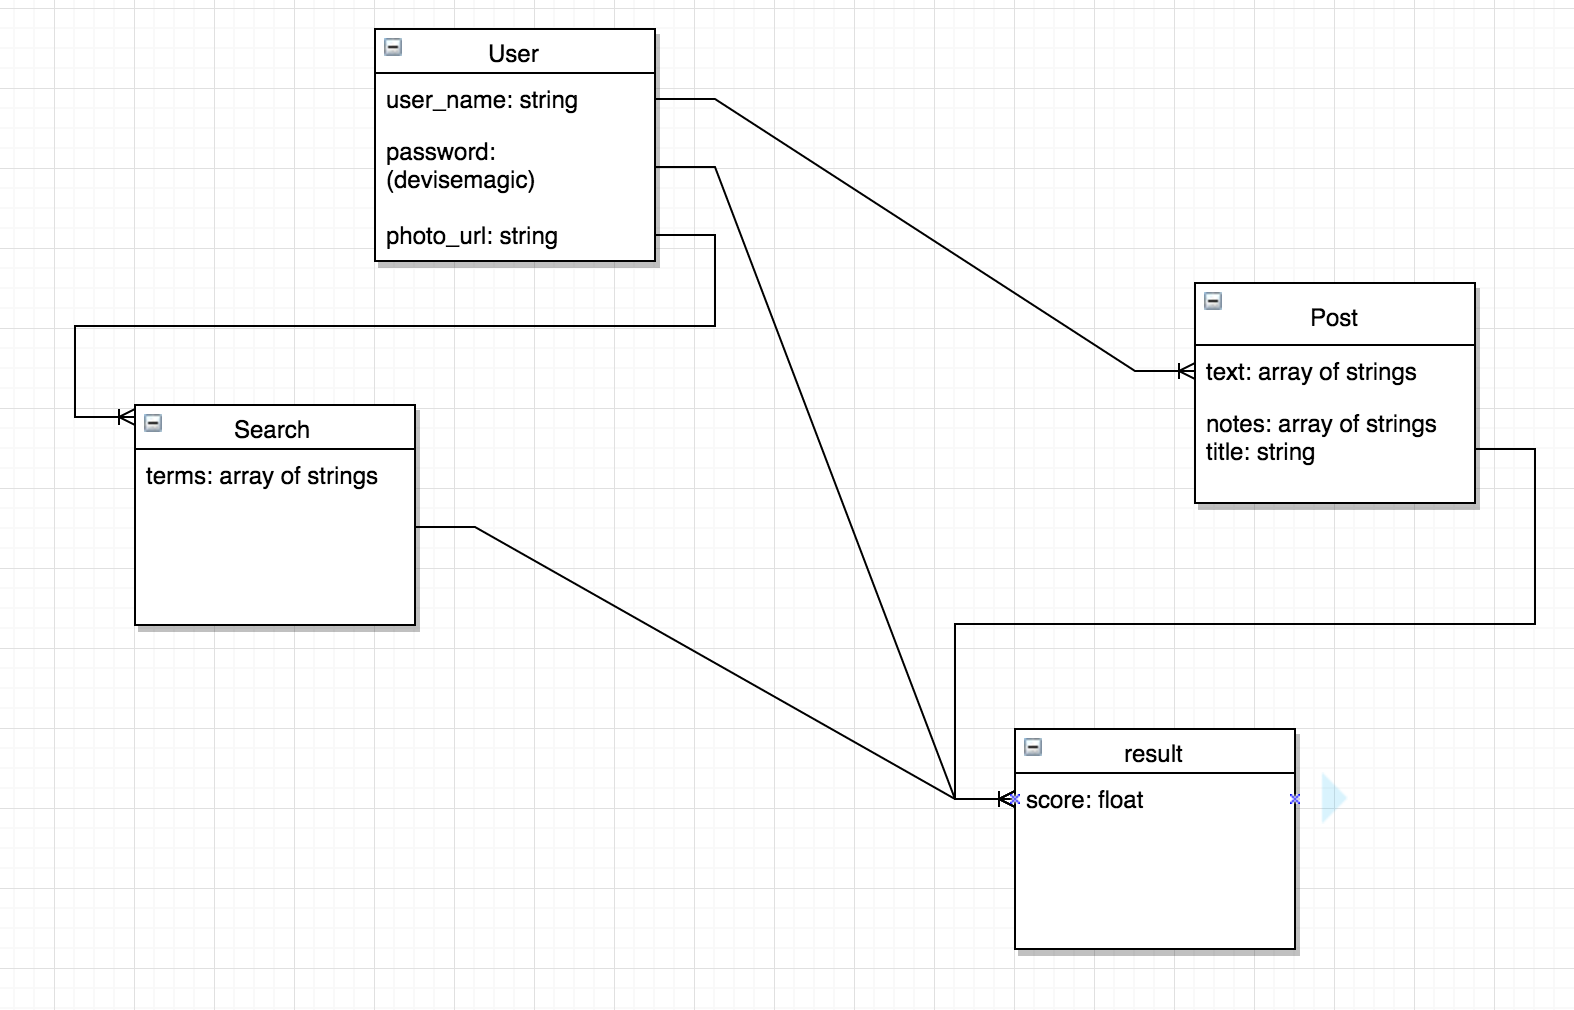 User
user_name: string
password:
(devisemagic)
photo_url: string
Post
text: array of strings
notes: array of strings
title: string
Search
terms: array of strings
result
score: float